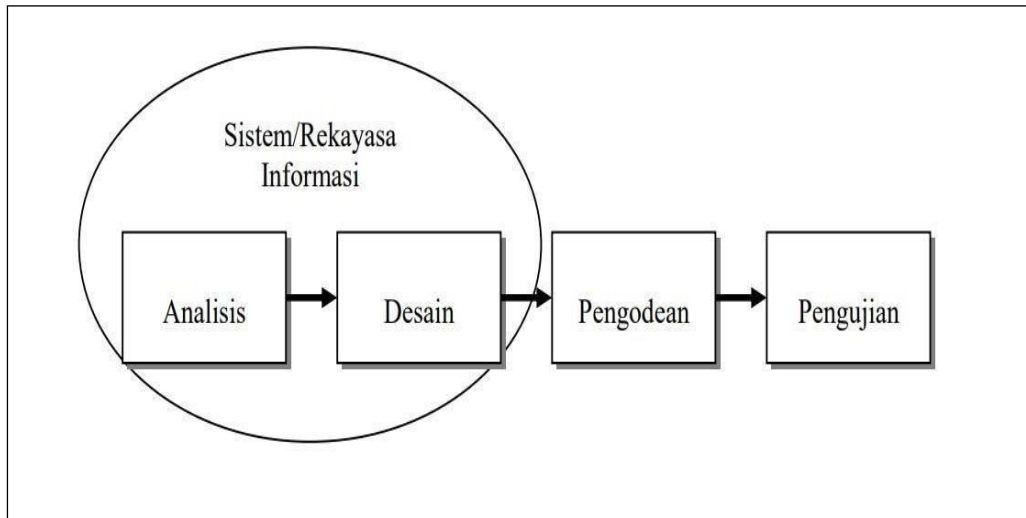 Sistem/Rekayasa
Informasi
Analisis
Desain
Pengodean
Pengujian